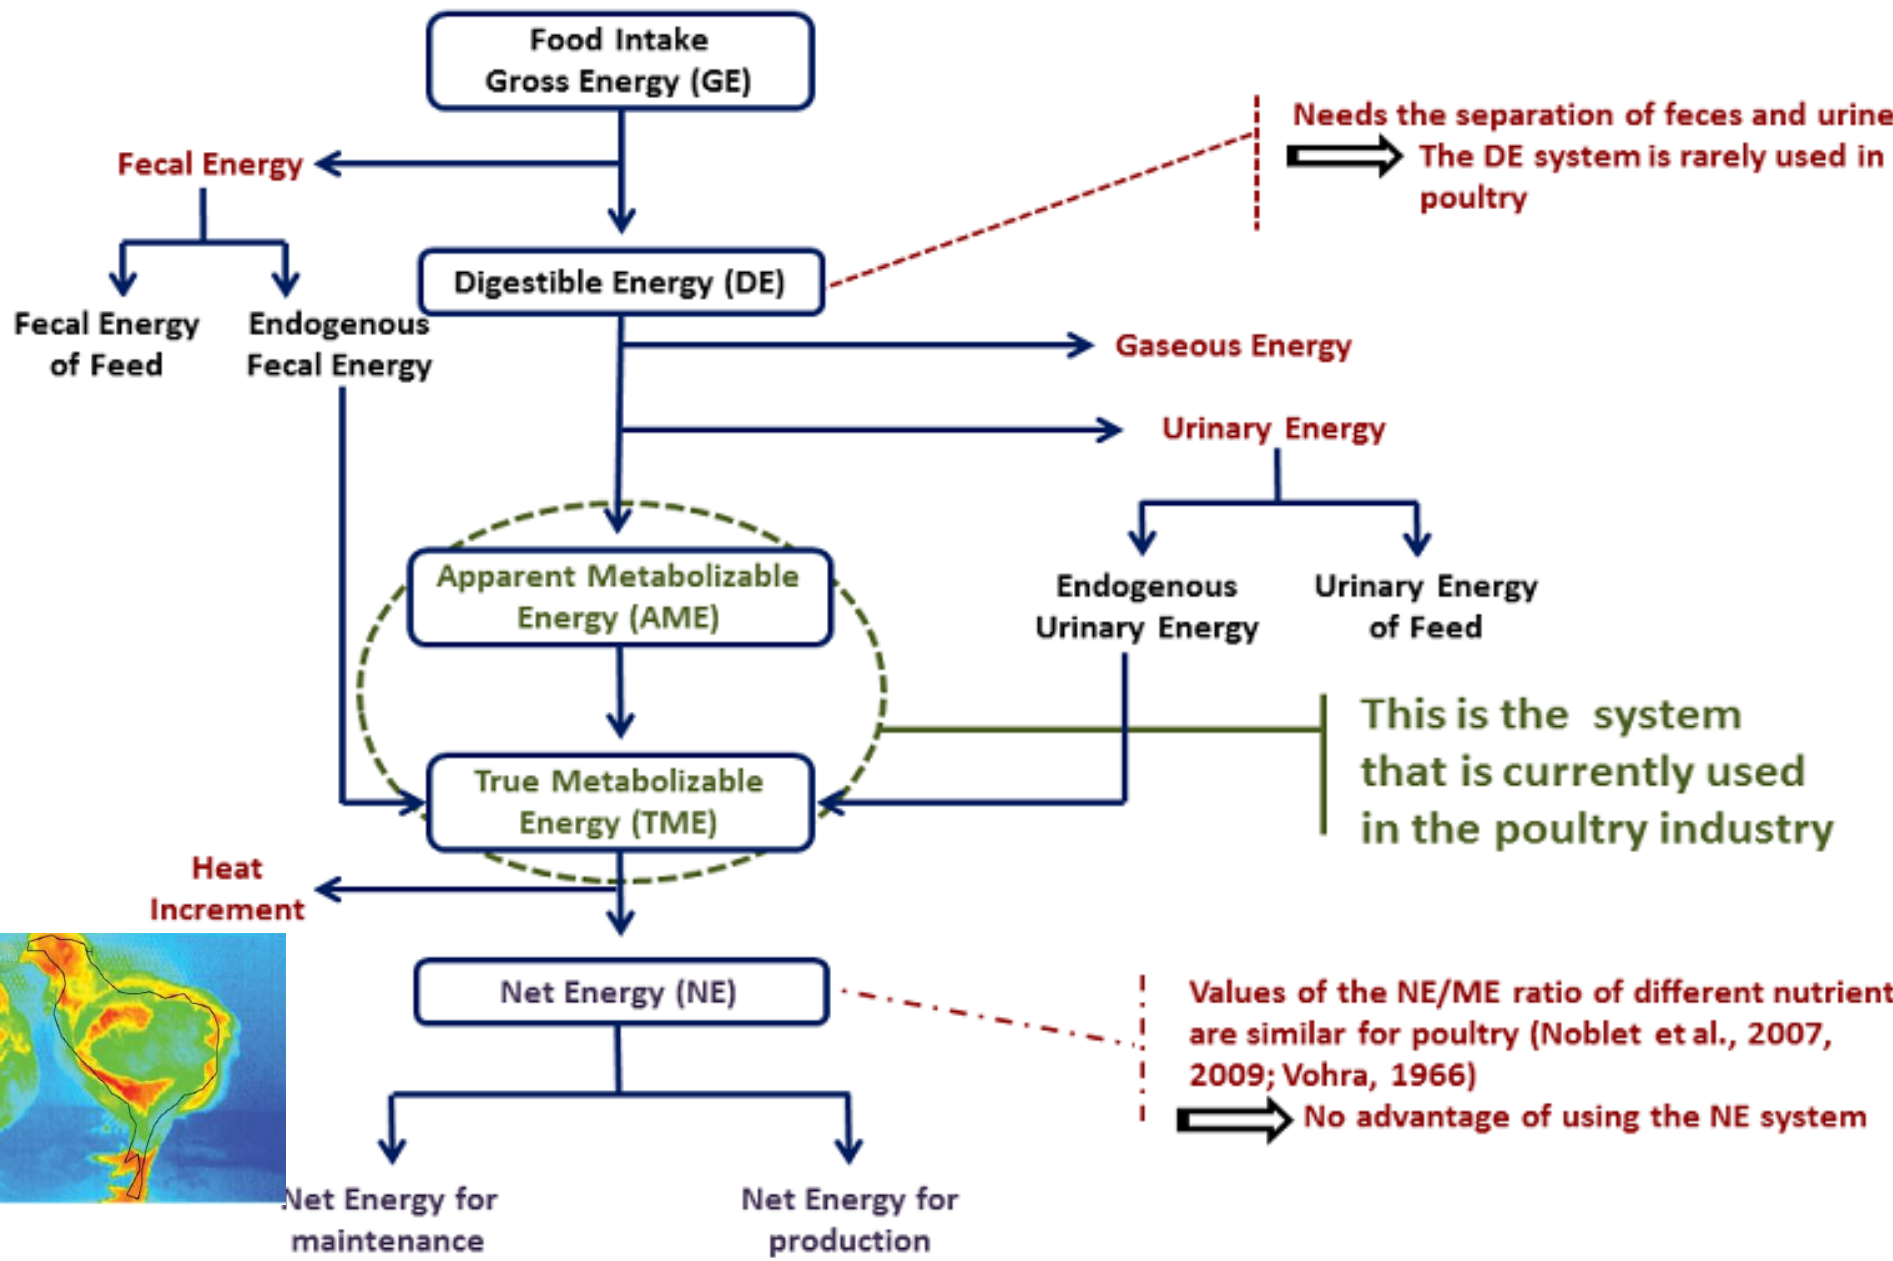 Food Intake
Gross Energy (GE)
Needs the separation of feces and urine
The DE system is rarely used in
poultry
Fecal Energy
Digestible Energy (DE)
Fecal Energy
of Feed
Endogenous
Fecal Energy
Gaseous Energy
Urinary Energy
Apparent Metabolizable
Energy (AME)
Endogenous
Urinary Energy
Urinary Energy
of Feed
This is the system
that is currently used
in the poultry industry
True Metabolizable
Energy (TME)
Heat
Increment
Net Energy (NE)
Values of the NE/ME ratio of different nutrient
are similar for poultry (Noblet et al., 2007,
2009; Vohra, 1966)
No advantage of using the NE system
Net Energy for
maintenance
Net Energy for
production